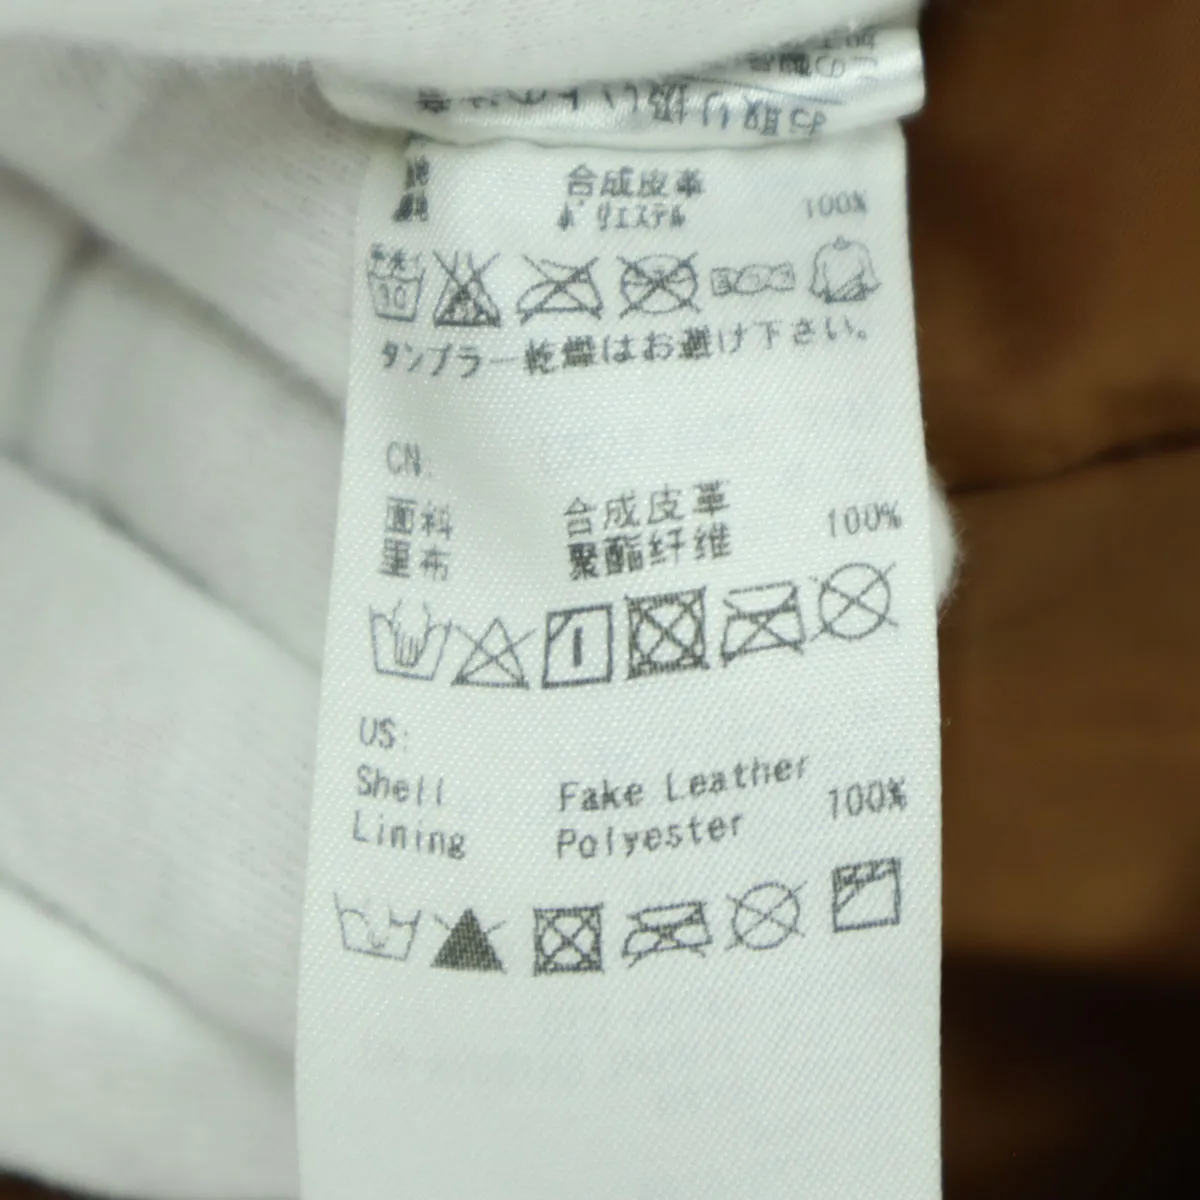 合成皮革
ポリエステル 100%
手洗イ
30
タンブラー乾燥はお避け下さい。
CN:
面料 合成皮革
里布 聚酯纤维 100%
US:
Shell Fake Leather
Lining Polyester 100%